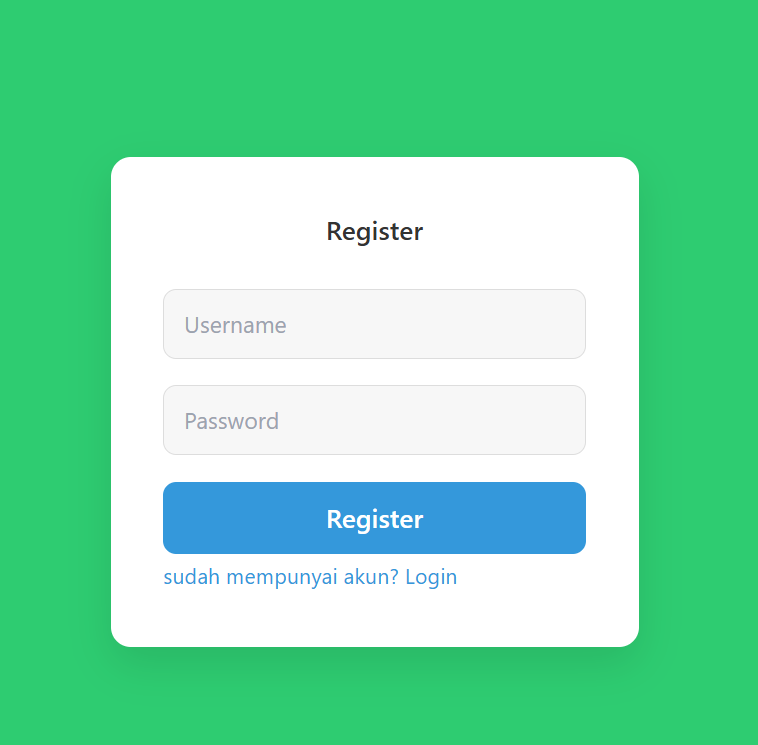 Register
Username
Password
Register
sudah mempunyai akun? Login